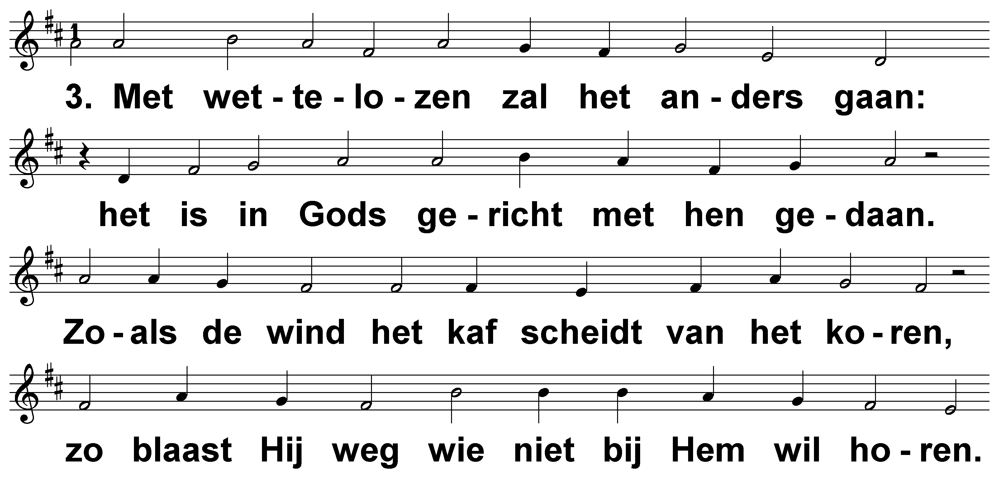 1
3. Met wet - te - lo - zen zal het an - ders gaan:
het is in Gods ge - richt met hen ge - daan.
Zo - als de wind het kaf scheidt van het ko - ren,
zo blaast Hij weg wie niet bij Hem wil ho - ren.